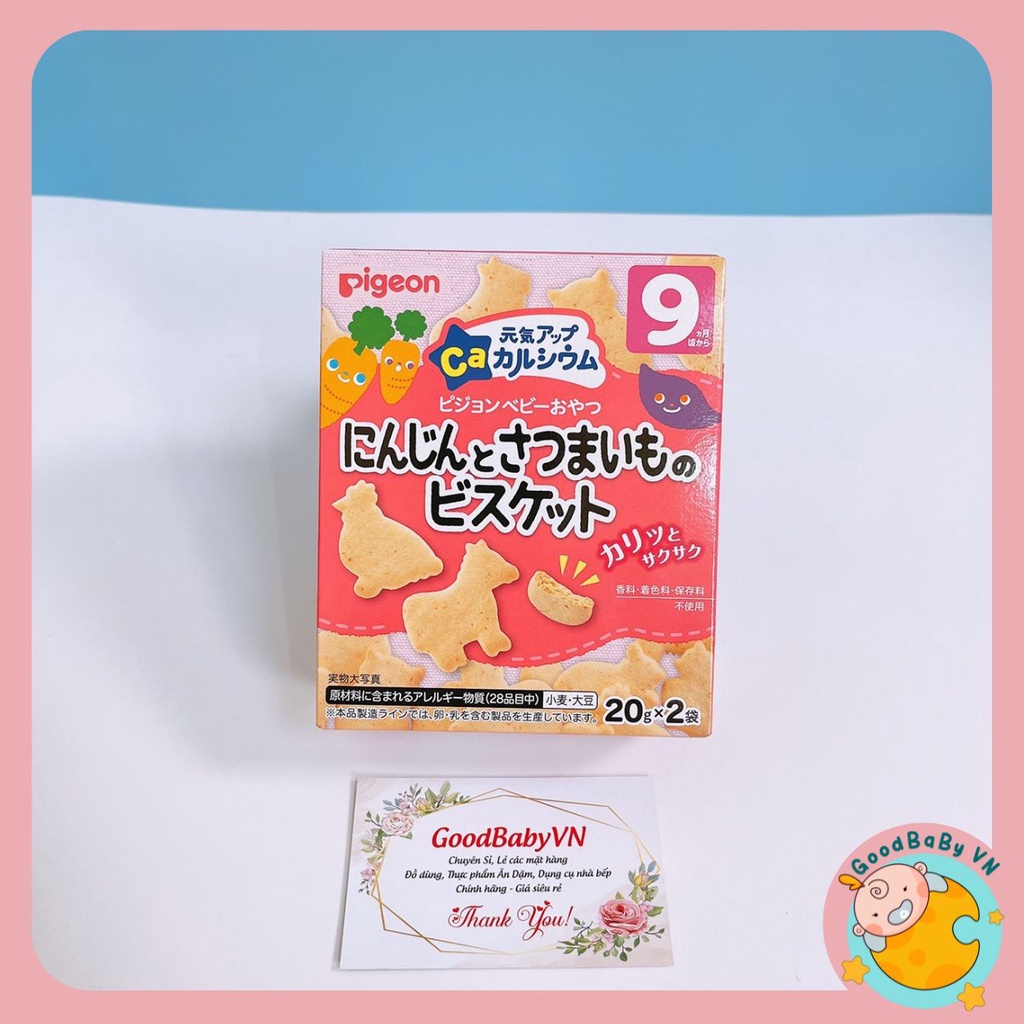 Pigeon
9
ヵ月
頃から
Ca
元気アップ
カルシウム
ピジョン ベビーおやつ
にんじんとさつまいもの
ビスケット
カリッと
サクサク
香料・着色料・保存料
不使用
実物大写真
原材料に含まれるアレルギー物質(28品目中) 小麦・大豆
※本品製造ラインでは、卵・乳を含む製品を生産しています。
20g×2袋
GoodBabyVN
Chuyên Sỉ, Lẻ các mặt hàng
Đồ dùng, Thực phẩm Ăn Dặm, Dụng cụ nhà bếp
Chính hãng - Giá siêu rẻ
Thank You!
GoodBaBy VN